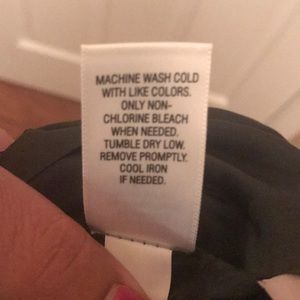 MACHINE WASH COLD
WITH LIKE COLORS.
ONLY NON-
CHLORINE BLEACH
WHEN NEEDED.
TUMBLE DRY LOW.
REMOVE PROMPTLY.
COOL IRON
IF NEEDED.